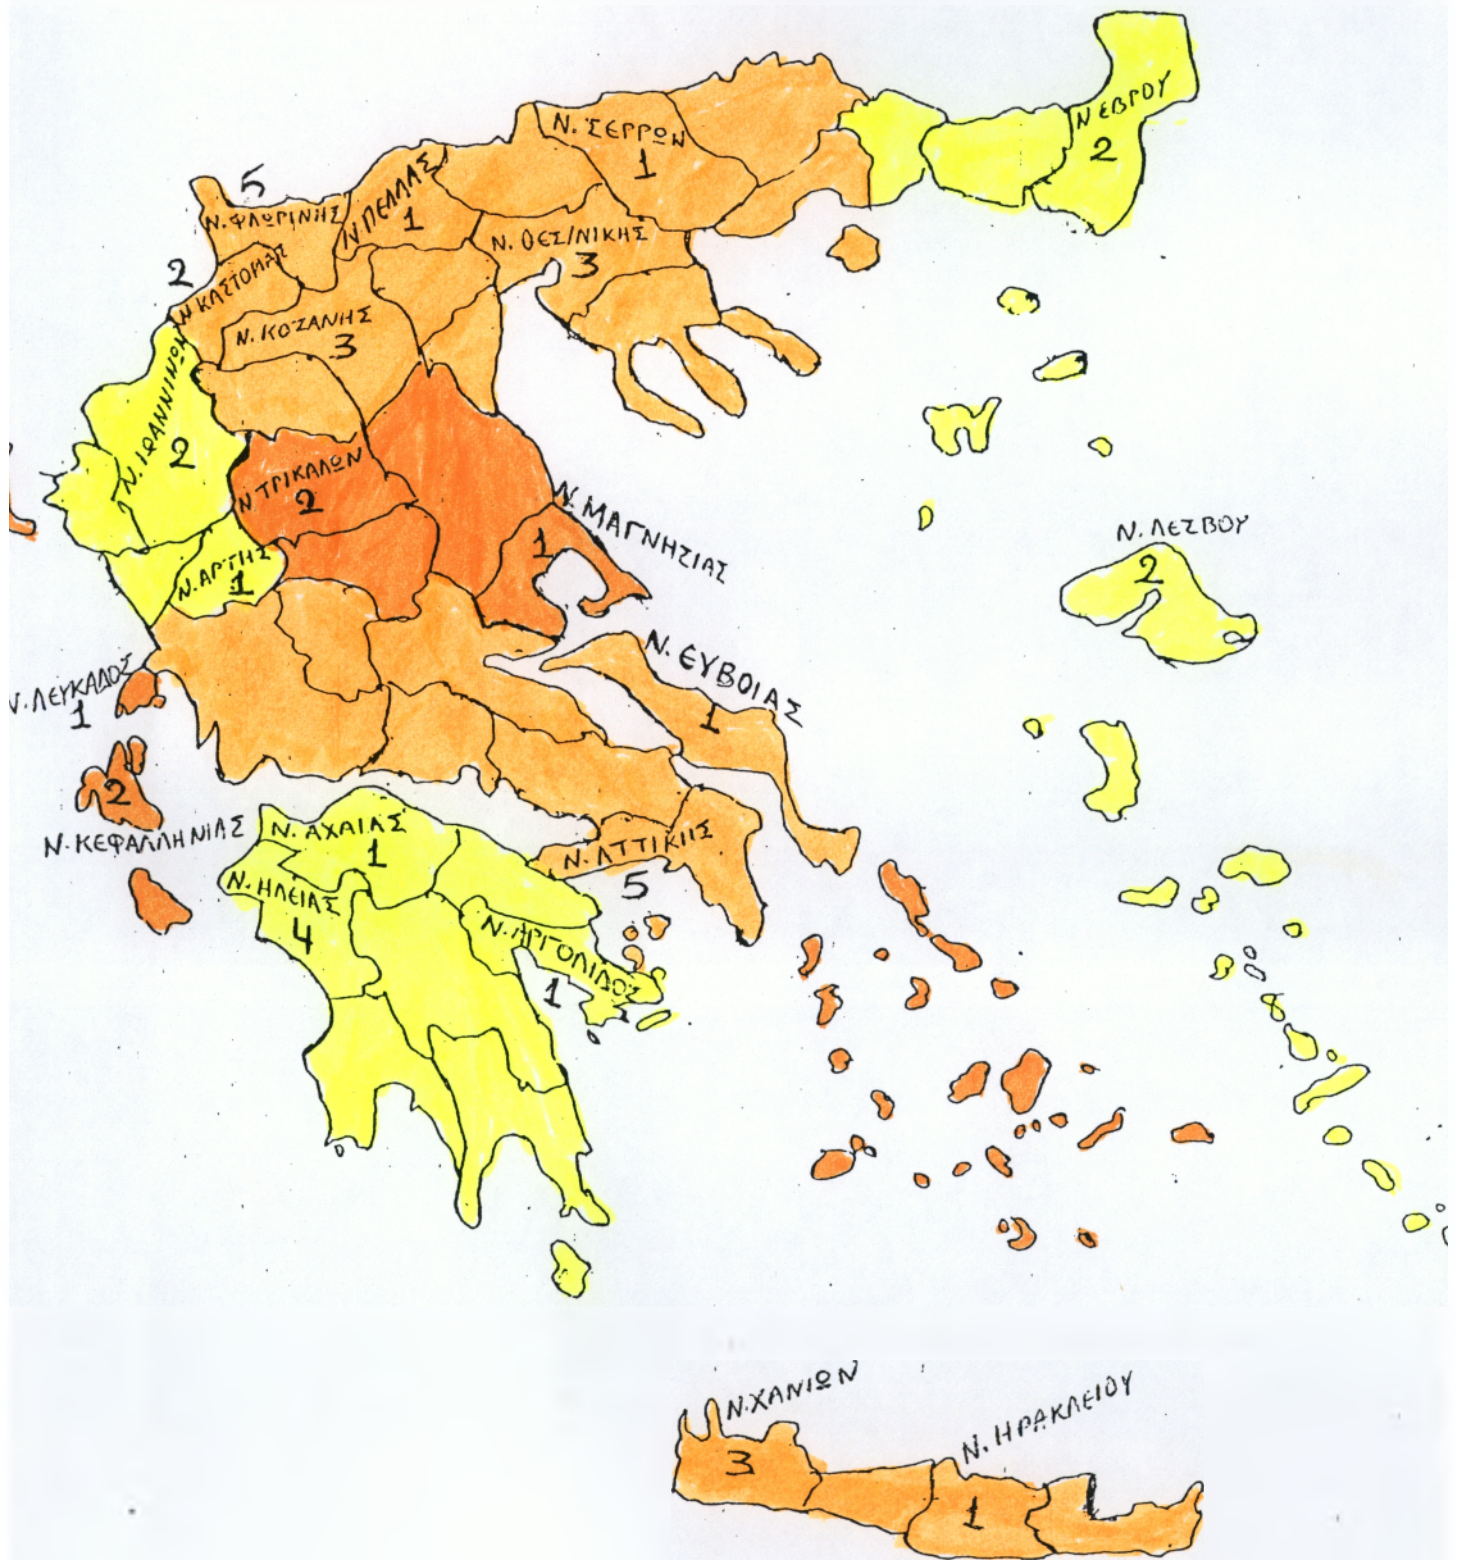 Ν. ΣΕΡΡΩΝ
1
Ν ΕΒΡΟΥ
2
5
Ν. ΦΛΩΡΙΝΗΣ
Ν. ΠΕΛΛΑΣ
1
Ν. ΘΕΣ/ΝΙΚΗΣ
3
2
Ν ΚΑΣΤΟΡΙΑΣ
Ν. ΚΟΖΑΝΗΣ
3
Ν. ΙΩΑΝΝΙΝΩΝ
2
Ν ΤΡΙΚΑΛΩΝ
2
Ν. ΜΑΓΝΗΣΙΑΣ
1
Ν. ΛΕΣΒΟΥ
2
Ν. ΑΡΤΗΣ
1
Ν. ΛΕΥΚΑΔΟΣ
1
Ν. ΕΥΒΟΙΑΣ
1
2
Ν. ΚΕΦΑΛΛΗΝΙΑΣ
Ν. ΑΧΑΙΑΣ
1
Ν. ΑΤΤΙΚΗΣ
5
Ν. ΗΛΕΙΑΣ
4
Ν. ΑΡΓΟΛΙΔΟΣ
1
Ν. ΧΑΝΙΩΝ
3
Ν. ΗΡΑΚΛΕΙΟΥ
1